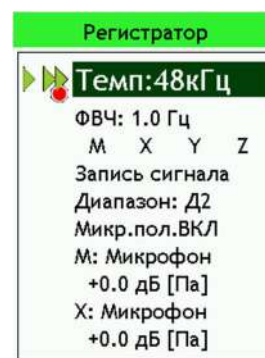 Регистратор
Темп:48кГц
ФВЧ: 1.0 Гц
М X Y Z
Запись сигнала
Диапазон: Д2
Микр.пол.ВКЛ
М: Микрофон
+0.0 дБ [Па]
X: Микрофон
+0.0 дБ [Па]